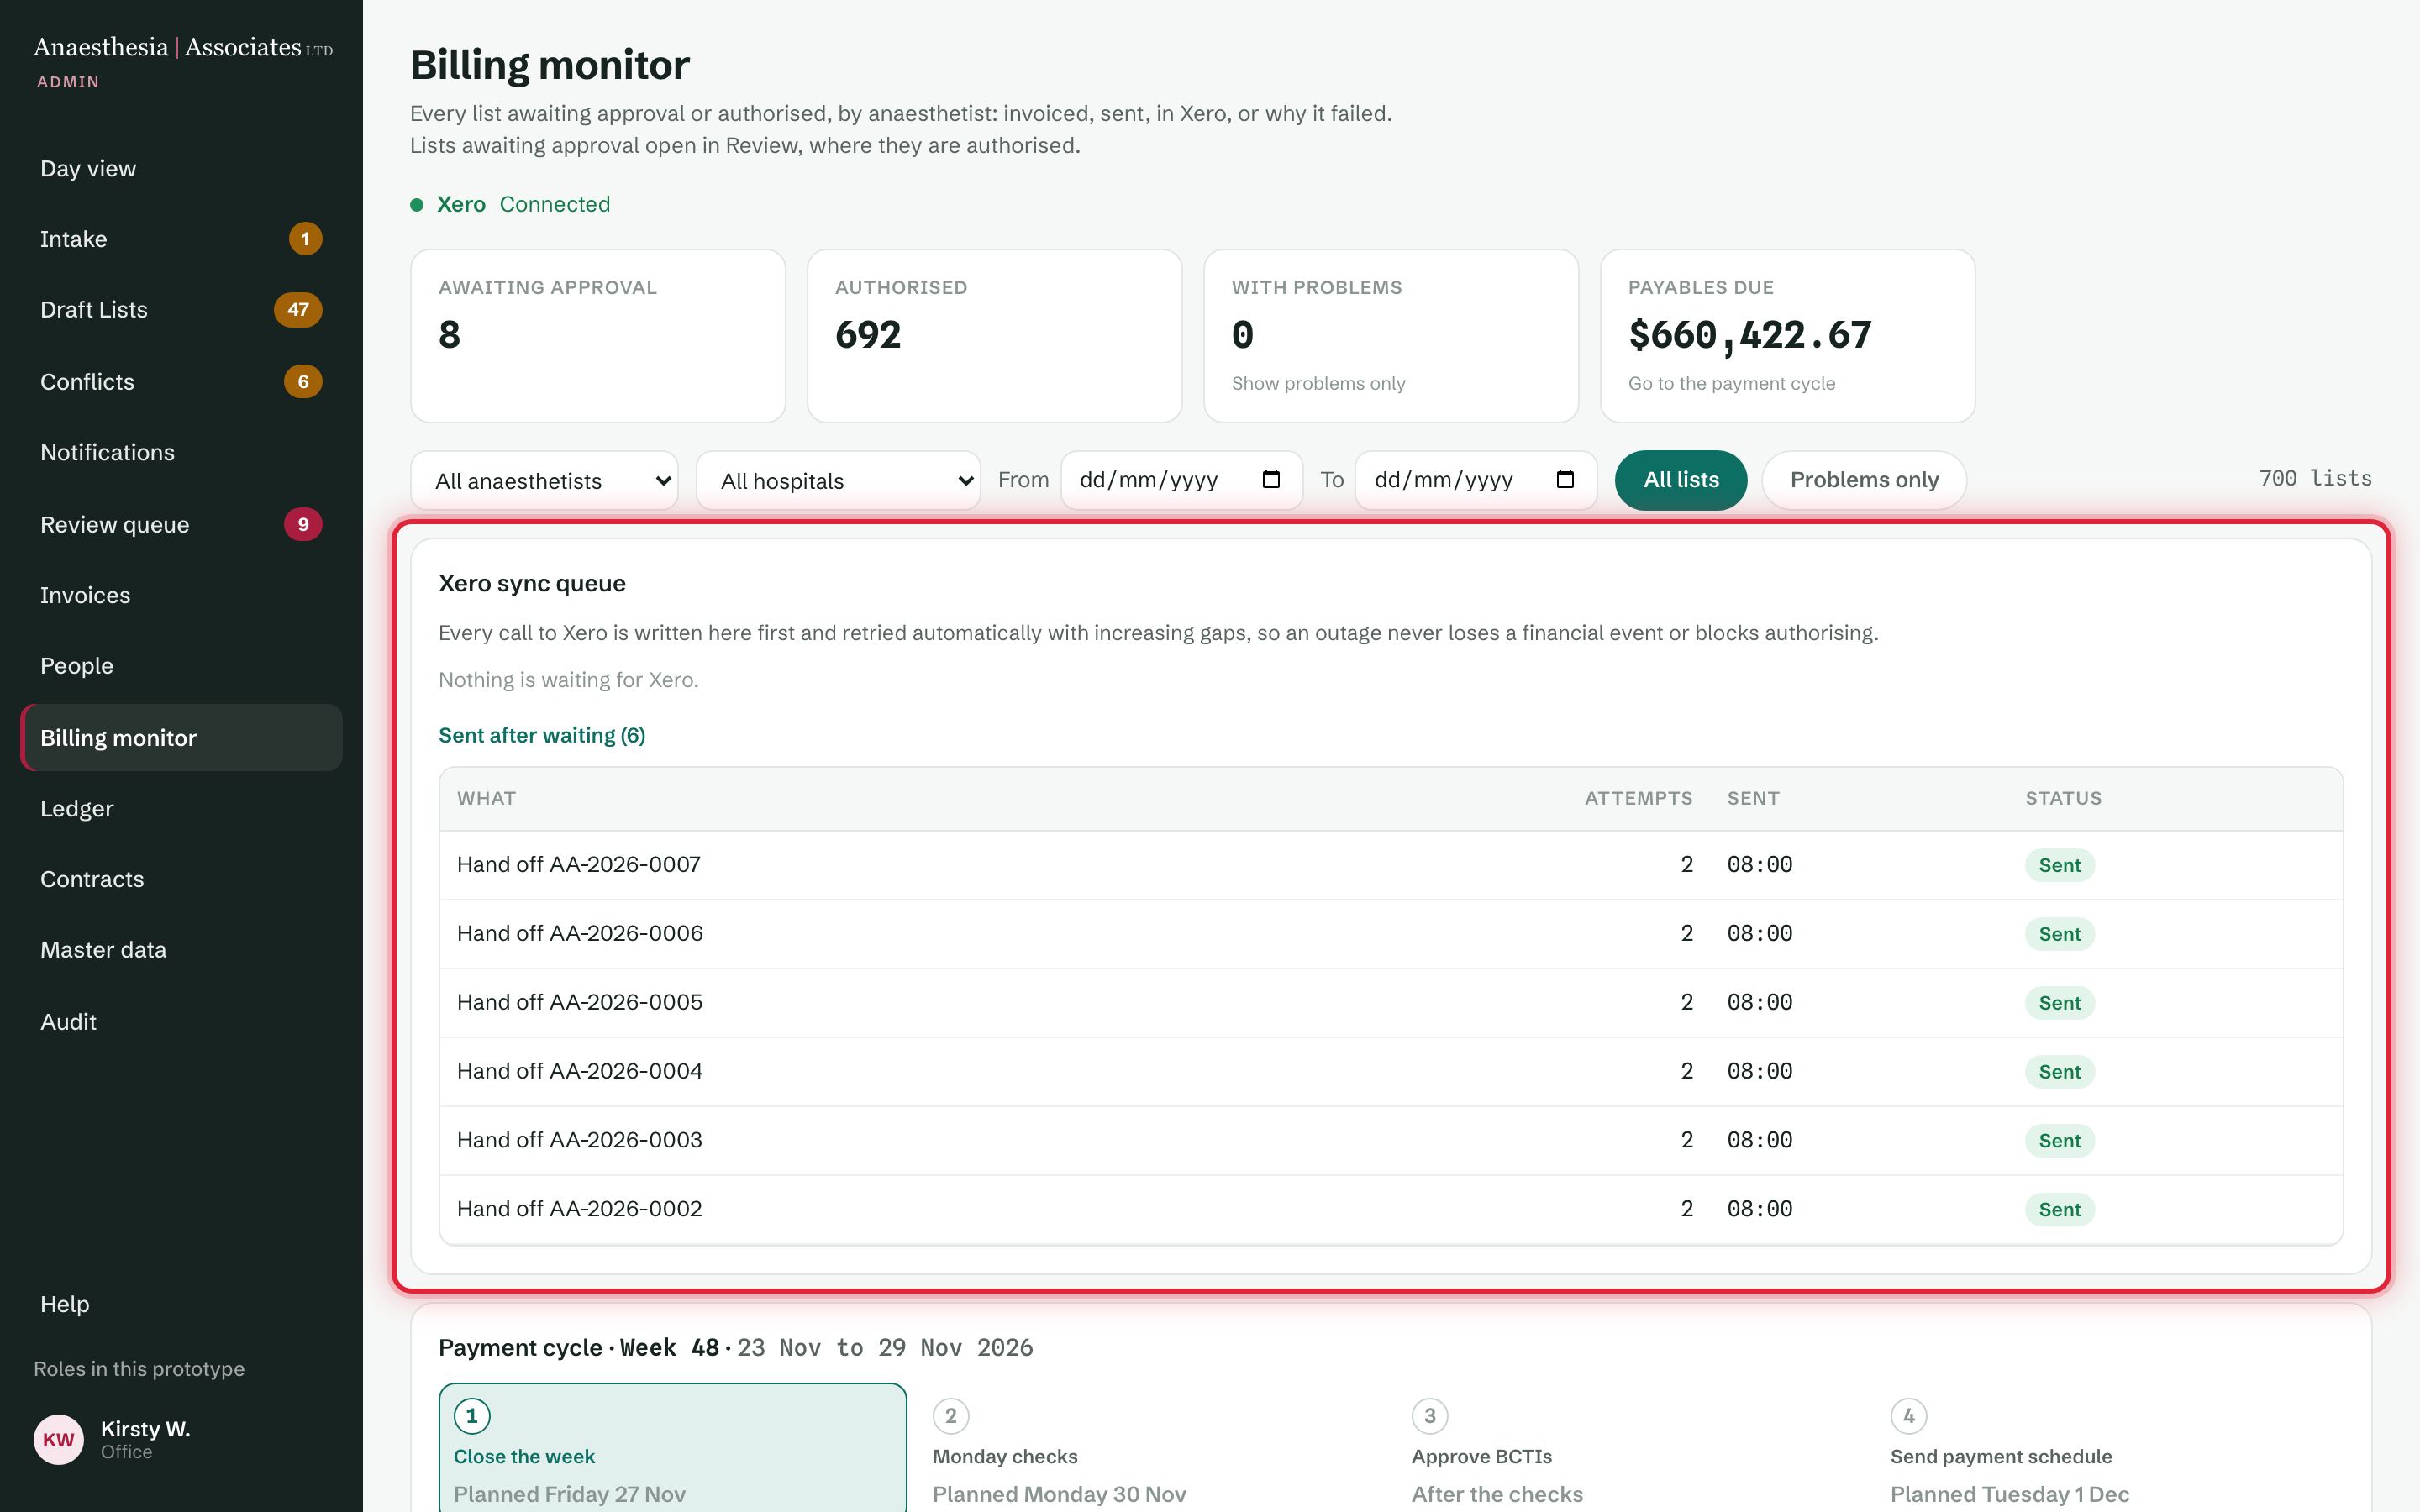 Anaesthesia | Associates LTD
ADMIN
Day view
Intake 1
Draft Lists 47
Conflicts 6
Notifications
Review queue 9
Invoices
People
Billing monitor
Ledger
Contracts
Master data
Audit
Help
Roles in this prototype
KW
Kirsty W.
Office
Billing monitor
Every list awaiting approval or authorised, by anaesthetist: invoiced, sent, in Xero, or why it failed.
Lists awaiting approval open in Review, where they are authorised.
Xero Connected
AWAITING APPROVAL
8
AUTHORISED
692
WITH PROBLEMS
0
Show problems only
PAYABLES DUE
$660,422.67
Go to the payment cycle
All anaesthetists All hospitals From dd/mm/yyyy To dd/mm/yyyy All lists Problems only 700 lists
Xero sync queue
Every call to Xero is written here first and retried automatically with increasing gaps, so an outage never loses a financial event or blocks authorising.
Nothing is waiting for Xero.
Sent after waiting (6)
WHAT ATTEMPTS SENT STATUS
Hand off AA-2026-0007 2 08:00 Sent
Hand off AA-2026-0006 2 08:00 Sent
Hand off AA-2026-0005 2 08:00 Sent
Hand off AA-2026-0004 2 08:00 Sent
Hand off AA-2026-0003 2 08:00 Sent
Hand off AA-2026-0002 2 08:00 Sent
Payment cycle · Week 48 · 23 Nov to 29 Nov 2026
1
Close the week
Planned Friday 27 Nov
2
Monday checks
Planned Monday 30 Nov
3
Approve BCTIs
After the checks
4
Send payment schedule
Planned Tuesday 1 Dec